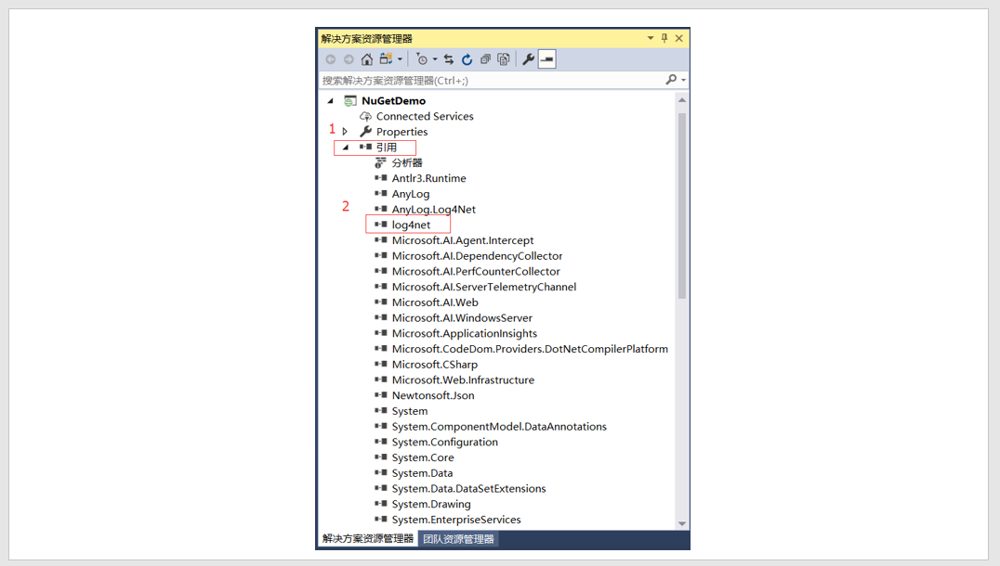 解决方案资源管理器
搜索解决方案资源管理器(Ctrl+;)
NuGetDemo
Connected Services
1
Properties
引用
分析器
Antlr3.Runtime
AnyLog
2
AnyLog.Log4Net
log4net
Microsoft.AI.Agent.Intercept
Microsoft.AI.DependencyCollector
Microsoft.AI.PerfCounterCollector
Microsoft.AI.ServerTelemetryChannel
Microsoft.AI.Web
Microsoft.AI.WindowsServer
Microsoft.ApplicationInsights
Microsoft.CodeDom.Providers.DotNetCompilerPlatform
Microsoft.CSharp
Microsoft.Web.Infrastructure
Newtonsoft.Json
System
System.ComponentModel.DataAnnotations
System.Configuration
System.Core
System.Data
System.Data.DataSetExtensions
System.Drawing
System.EnterpriseServices
解决方案资源管理器 团队资源管理器